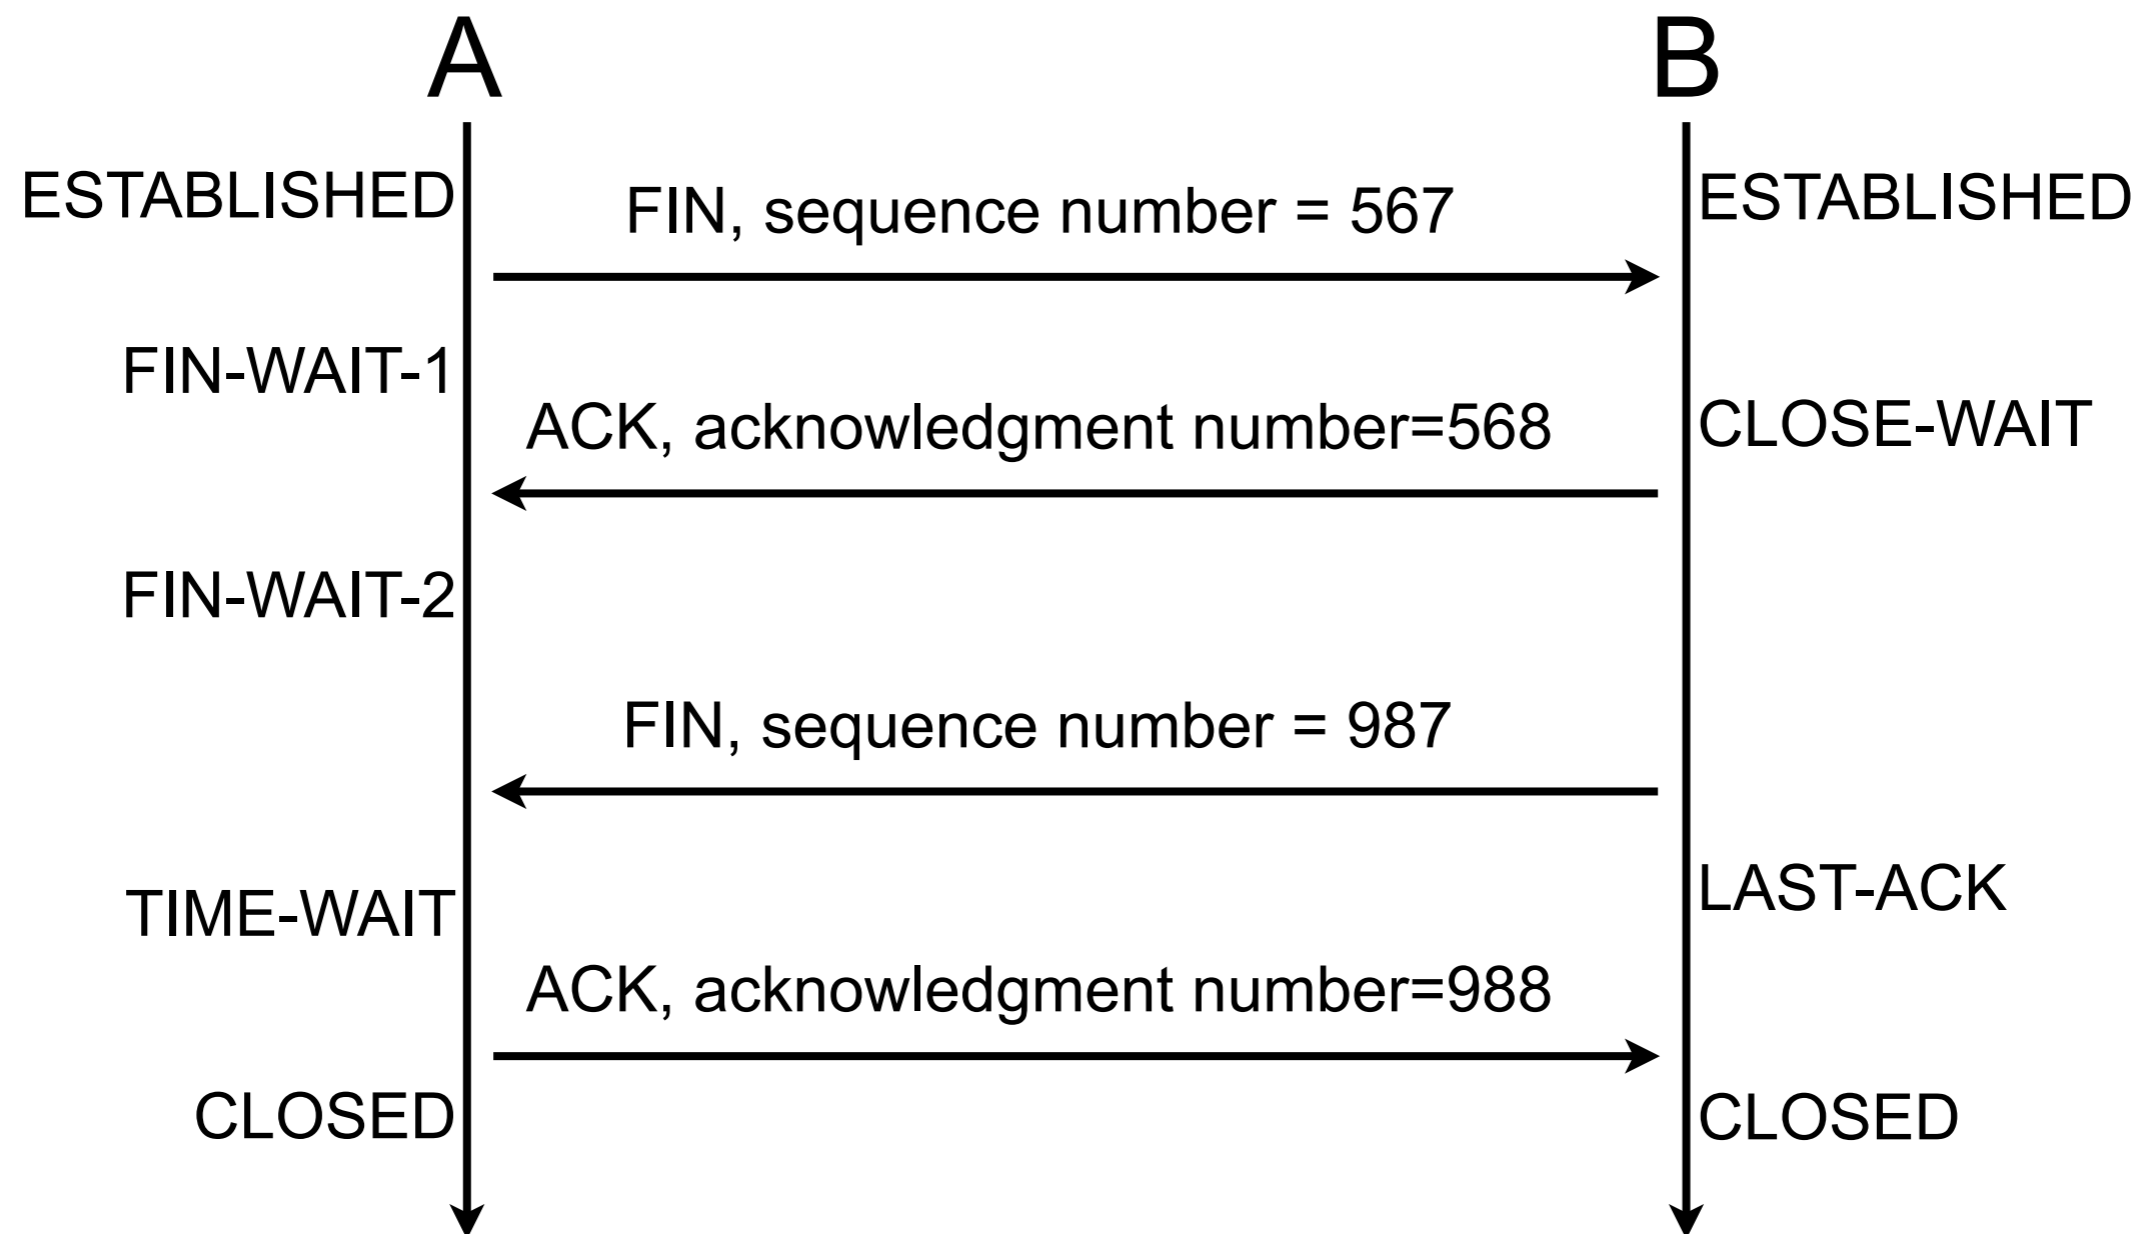 A
B
ESTABLISHED
FIN, sequence number = 567
ESTABLISHED
FIN-WAIT-1
ACK, acknowledgment number=568
CLOSE-WAIT
FIN-WAIT-2
FIN, sequence number = 987
TIME-WAIT
LAST-ACK
ACK, acknowledgment number=988
CLOSED
CLOSED